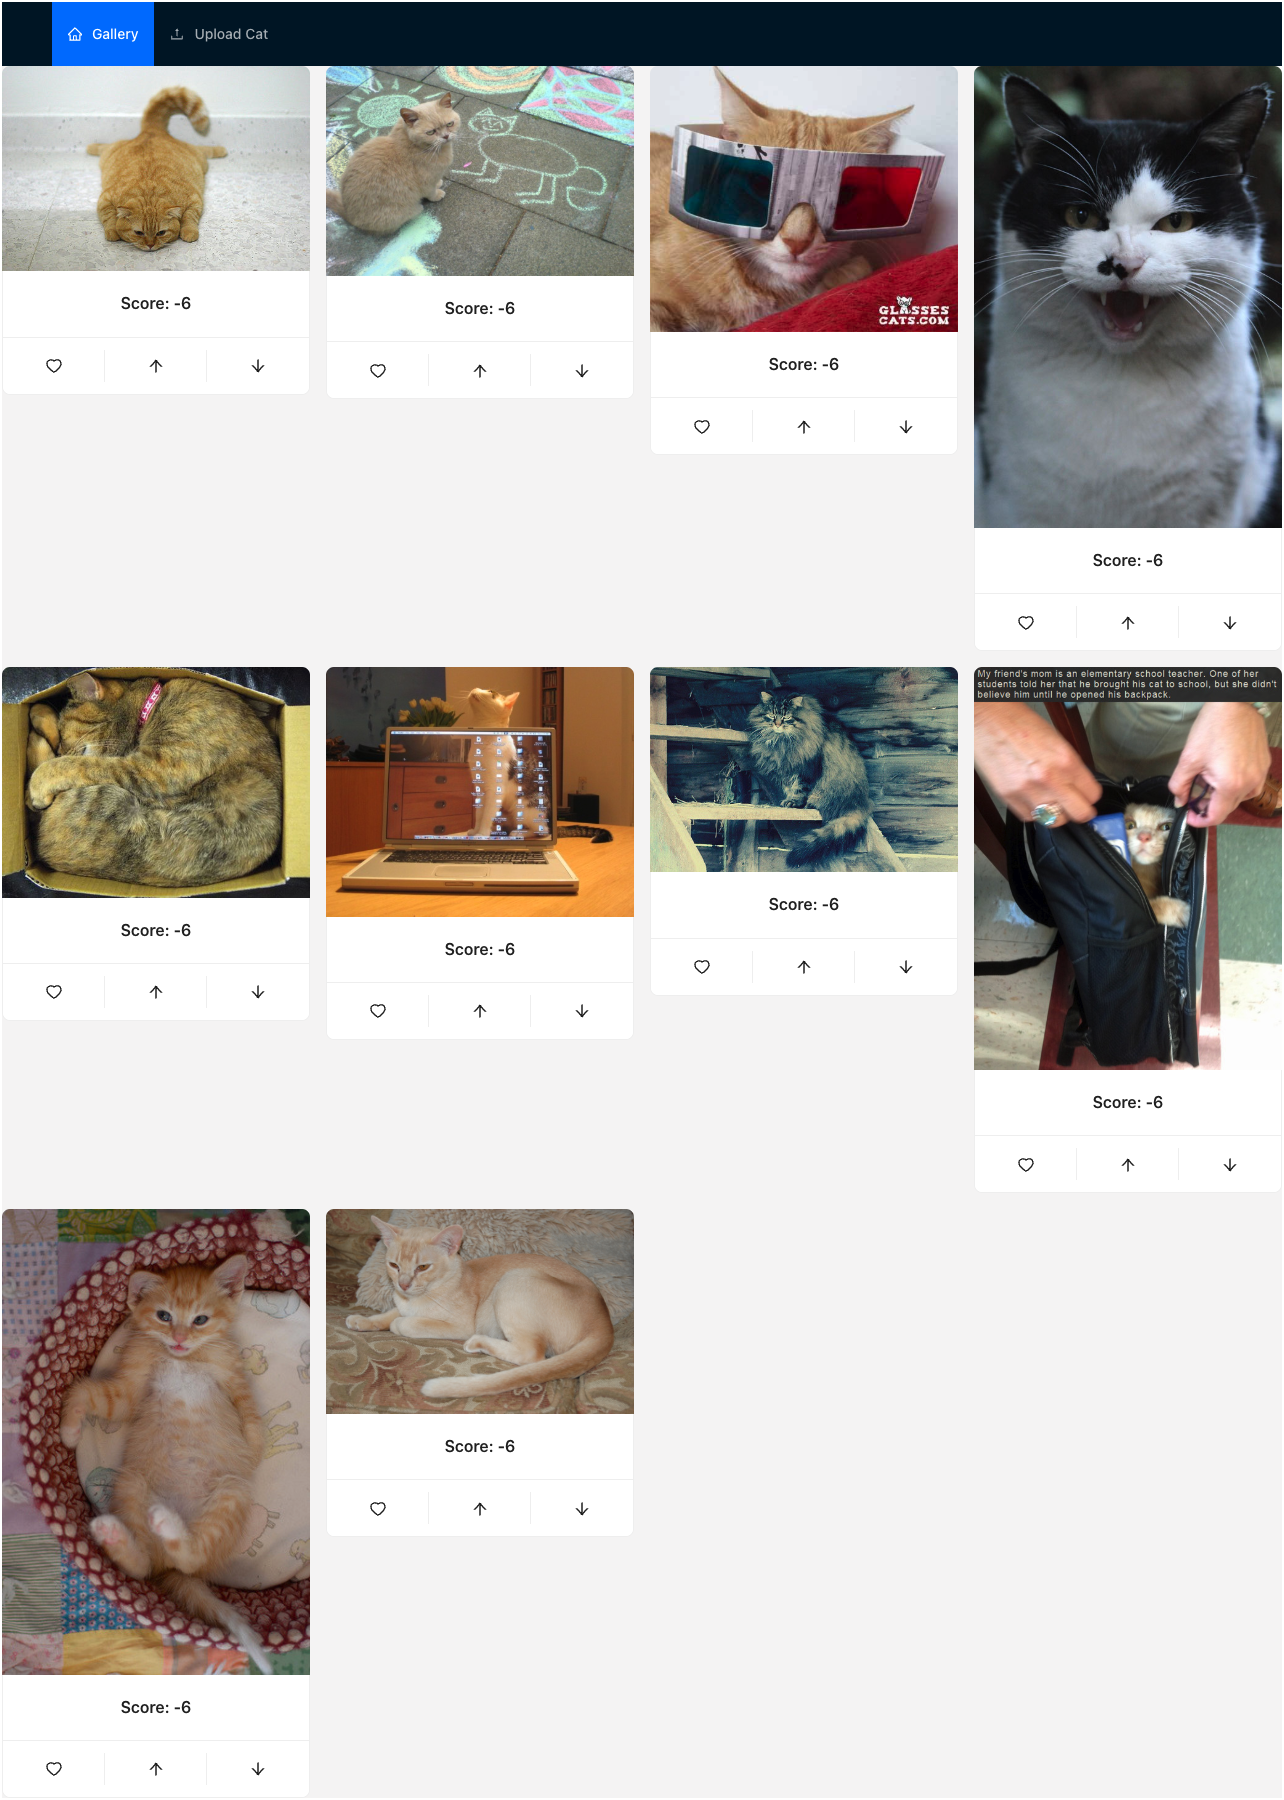 Gallery
Upload Cat
GLASSES
CATS.COM
Score: -6
Score: -6
Score: -6
Score: -6
My friend's mom is an elementary school teacher. One of her
students told her that he brought his cat to school, but she didn't
believe him until he opened his backpack.
Score: -6
Score: -6
Score: -6
Score: -6
Score: -6
Score: -6